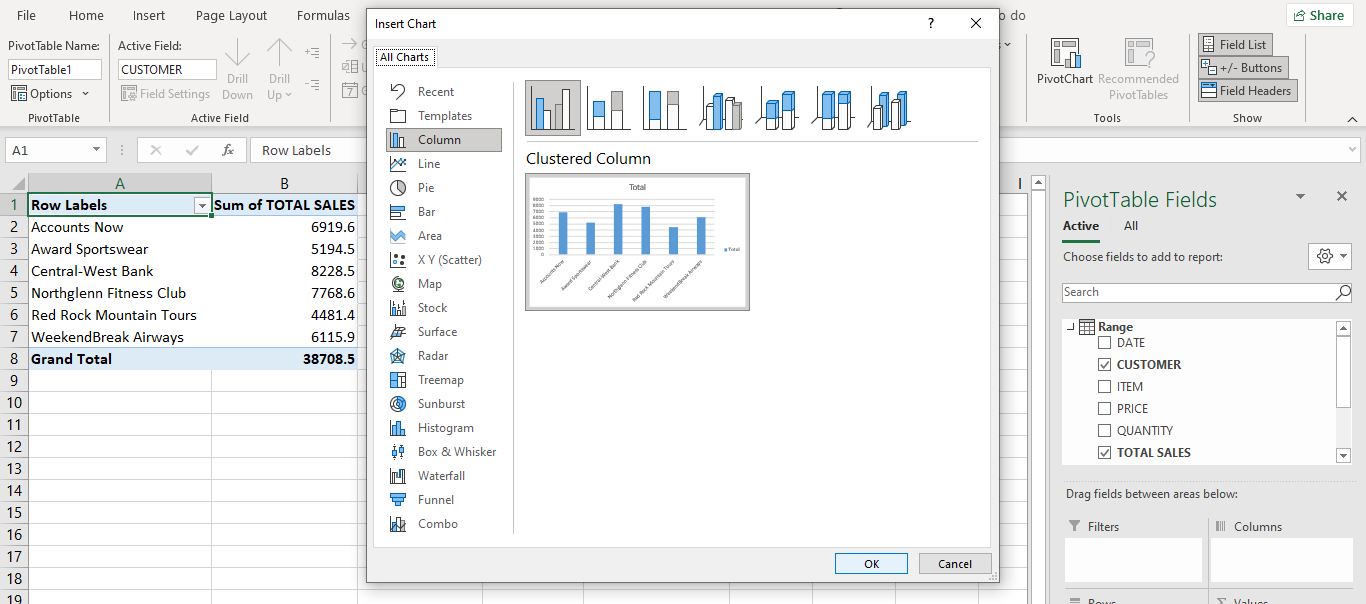 File Home Insert Page Layout Formulas
o do
Share
Insert Chart
?
PivotTable Name:
PivotTable1
Options
PivotTable
Active Field:
CUSTOMER
Field Settings
Drill Down
Drill Up
Active Field
PivotChart
Recommended PivotTables
Tools
Field List
+/- Buttons
Field Headers
Show
A1
fx
Row Labels
A B I
1 Row Labels Sum of TOTAL SALES
2 Accounts Now 6919.6
3 Award Sportswear 5194.5
4 Central-West Bank 8228.5
5 Northglenn Fitness Club 7768.6
6 Red Rock Mountain Tours 4481.4
7 WeekendBreak Airways 6115.9
8 Grand Total 38708.5
9
10
11
12
13
14
15
16
17
18
19
All Charts
Recent
Templates
Column
Line
Pie
Bar
Area
X Y (Scatter)
Map
Stock
Surface
Radar
Treemap
Sunburst
Histogram
Box & Whisker
Waterfall
Funnel
Combo
Clustered Column
Total
9000
8000
7000
6000
5000
4000
3000
2000
1000
0
Accounts Now
Award Sportswear
Central-West Bank
Northglenn Fitness Club
Red Rock Mountain Tours
WeekendBreak Airways
Total
OK
Cancel
PivotTable Fields
Active All
Choose fields to add to report:
Search
Range
DATE
CUSTOMER
ITEM
PRICE
QUANTITY
TOTAL SALES
Drag fields between areas below:
Filters
Columns
Rows
Values